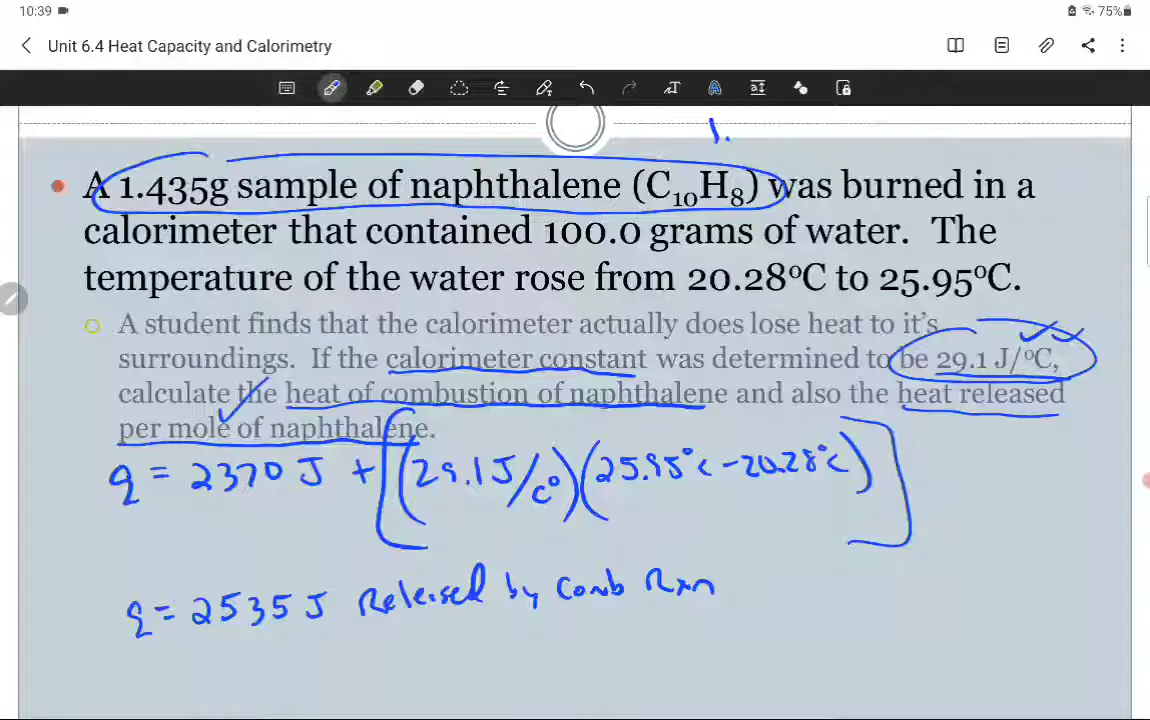 10:39 75%
Unit 6.4 Heat Capacity and Calorimetry
1.
• A 1.435g sample of naphthalene (C₁₀H₈) was burned in a
calorimeter that contained 100.0 grams of water. The
temperature of the water rose from 20.28°C to 25.95°C.
○ A student finds that the calorimeter actually does lose heat to it's
surroundings. If the calorimeter constant was determined to be 29.1 J/°C,
calculate the heat of combustion of naphthalene and also the heat released
per mole of naphthalene.
q = 2370 J + [(29.1J/C°)(25.95°C-20.28°C)]
q = 2535 J Released by Comb Rxn